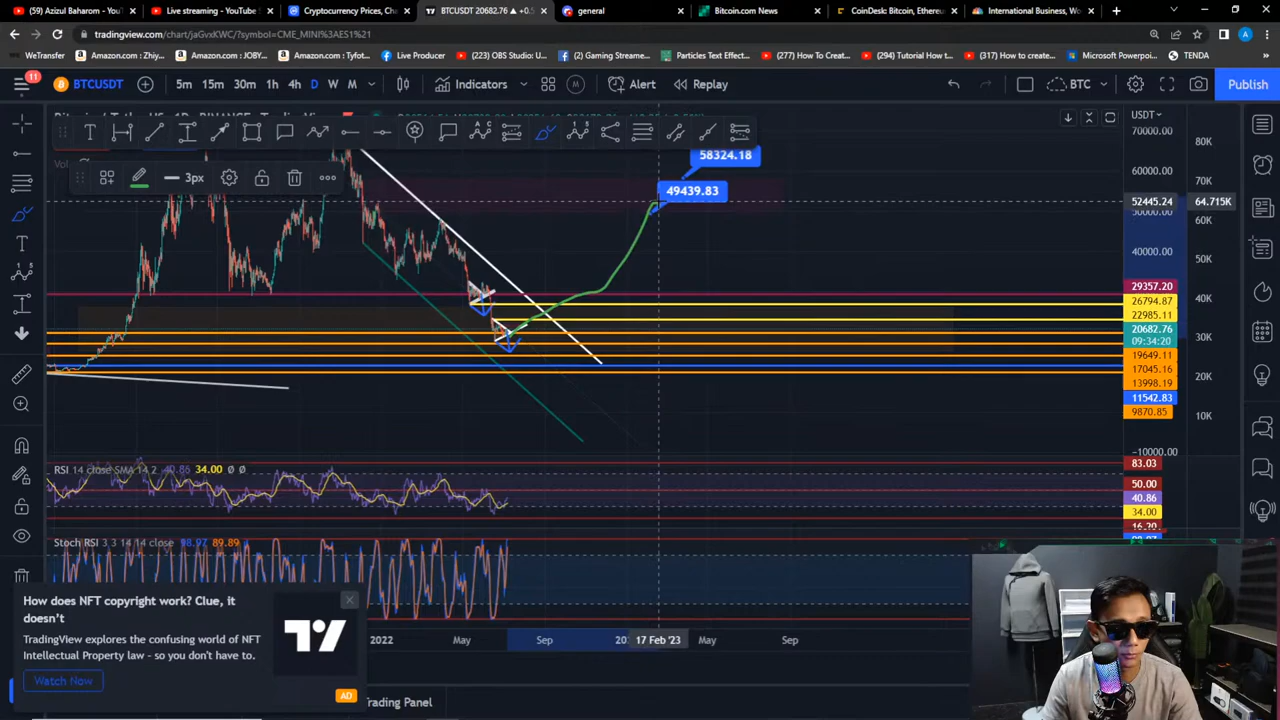 (59) Azizul Baharom - You
Live streaming - YouTube
Cryptocurrency Prices, Cha
BTCUSDT 20682.76 ▲ +0.5
general
Bitcoin.com News
CoinDesk: Bitcoin, Ethereu
International Business, Wo
tradingview.com/chart/jaGvxKWC/?symbol=CME_MINI%3AES1%21
WeTransfer
Amazon.com : Zhiy...
Amazon.com: JOBY...
Amazon.com: Tyfot...
Live Producer
(223) OBS Studio: U...
(2) Gaming Streame...
Particles Text Effect...
(277) How To Creat...
(294) Tutorial How t...
(317) How to creat...
Microsoft Powerpoi...
TENDA
11
BTCUSDT
5m 15m 30m 1h 4h D W M
Indicators
Alert
Replay
BTC
Publish
USDT
3px
70000.00
80K
58324.18
60000.00
70K
49439.83
52445.24
64.715K
50000.00
60K
40000.00
50K
29357.20
40K
26794.87
22985.11
20682.76
30K
09:34:20
19649.11
17045.16
20K
13998.19
11542.83
9870.85
10K
-10000.00
RSI 14 close SMA 14 2 40.86 34.00 Ø Ø
83.03
50.00
40.86
34.00
16.20
Stoch RSI 3 3 14 14 close 98.97 89.89
How does NFT copyright work? Clue, it
doesn't
TradingView explores the confusing world of NFT
Intellectual Property law - so you don't have to.
Watch Now
AD
2022
May
Sep
17 Feb '23
May
Sep
Trading Panel